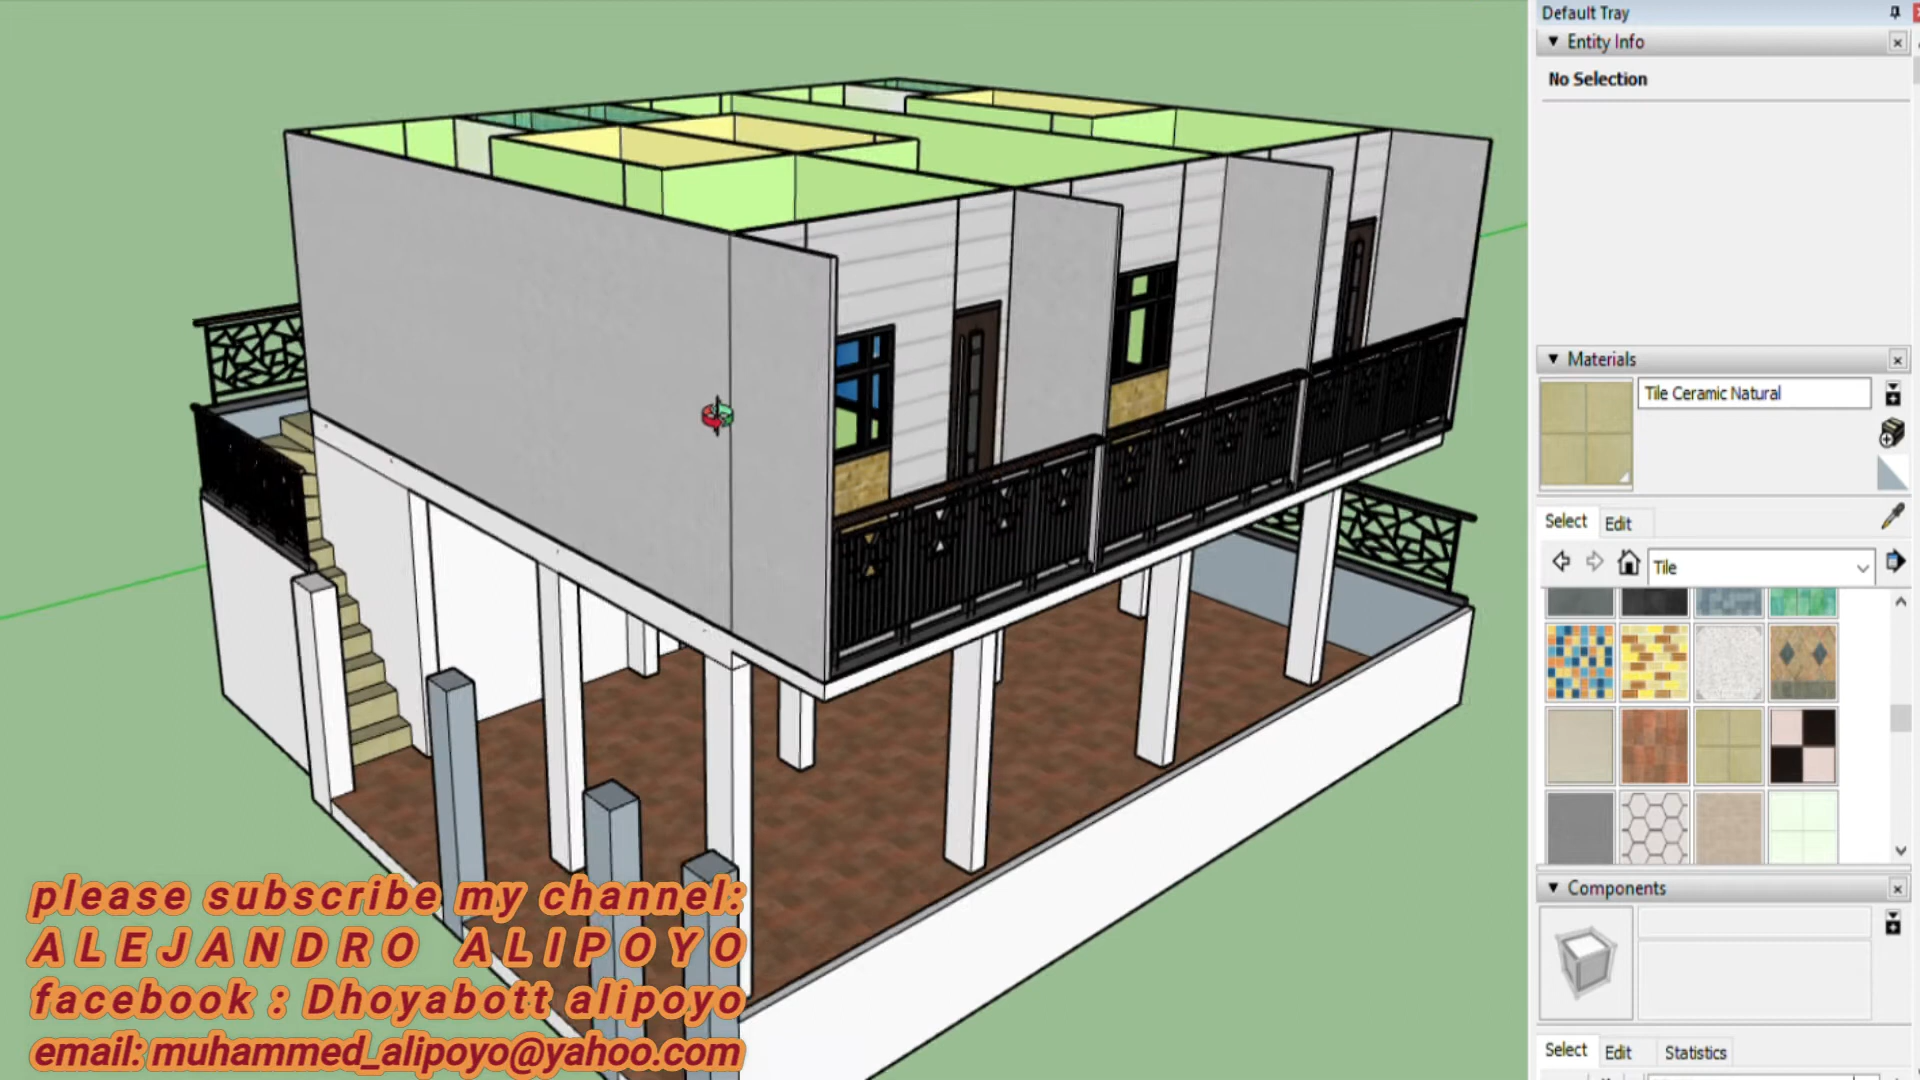 Default Tray
Entity Info
No Selection
Materials
Tile Ceramic Natural
Select Edit
Tile
Components
Select Edit Statistics
please subscribe my channel:
ALEJANDRO ALIPOYO
facebook : Dhoyabott alipoyo
email: muhammed_alipoyo@yahoo.com